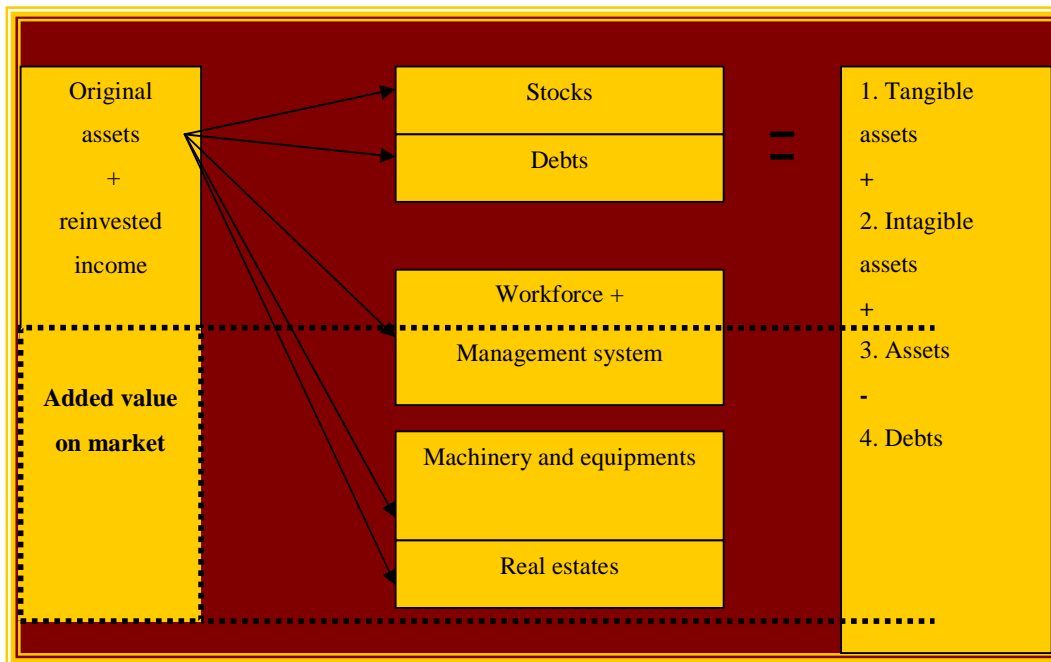 Original
assets
+
reinvested
income
Added value
on market
Stocks
Debts
Workforce +
Management system
Machinery and equipments
Real estates
=
1. Tangible
assets
+
2. Intagible
assets
+
3. Assets
-
4. Debts